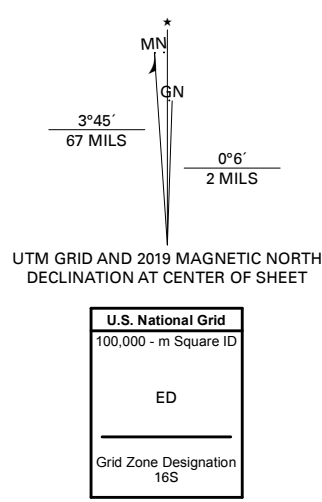 MN
GN
3°45´
67 MILS
0°6´
2 MILS
UTM GRID AND 2019 MAGNETIC NORTH
DECLINATION AT CENTER OF SHEET
U.S. National Grid
100,000 - m Square ID
ED
Grid Zone Designation
16S